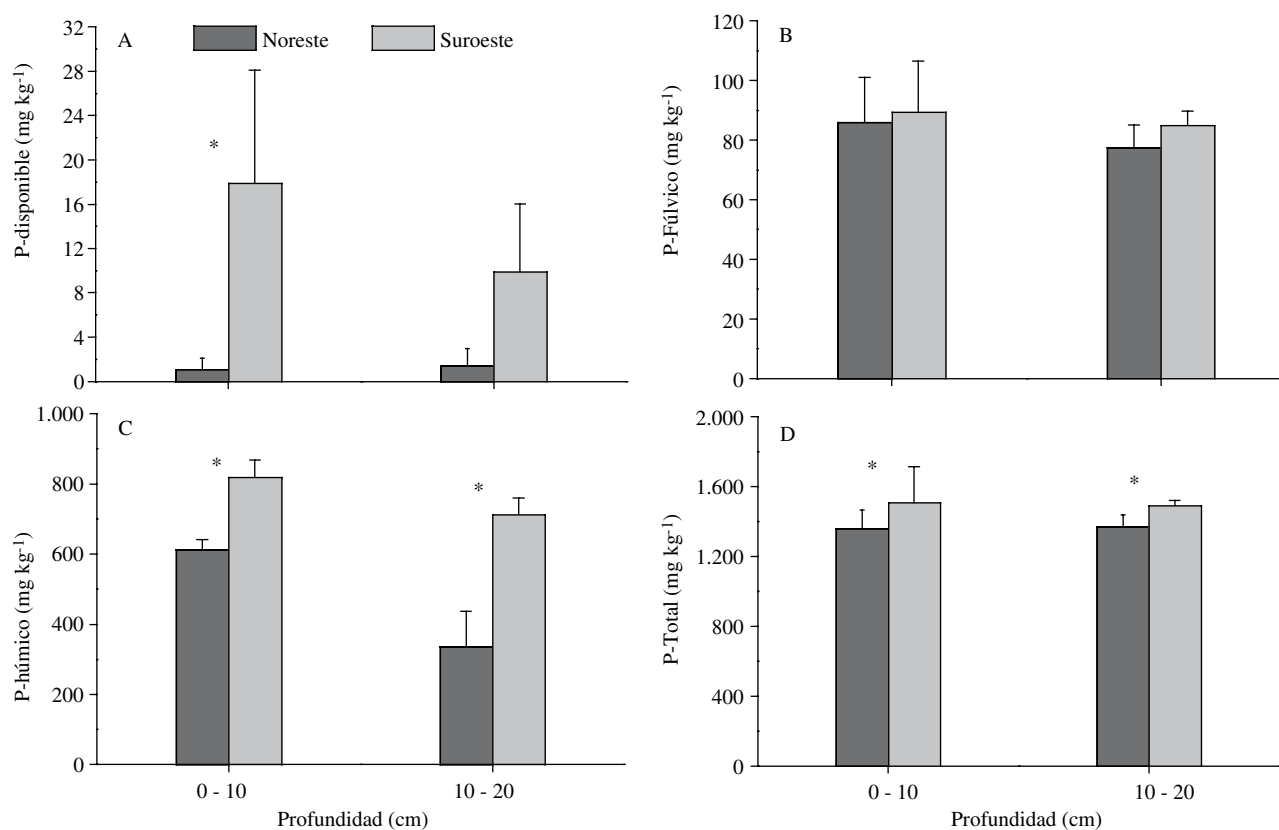 A
Noreste
Suroeste
P-disponible (mg kg-1)
32
28
24
20
16
12
8
4
0
*
B
P-Fúlvico (mg kg-1)
120
100
80
60
40
20
0
C
P-húmico (mg kg-1)
1.000
800
600
400
200
0
*
*
0 - 10
10 - 20
Profundidad (cm)
D
P-Total (mg kg-1)
2.000
1.600
1.200
800
400
0
*
*
0 - 10
10 - 20
Profundidad (cm)